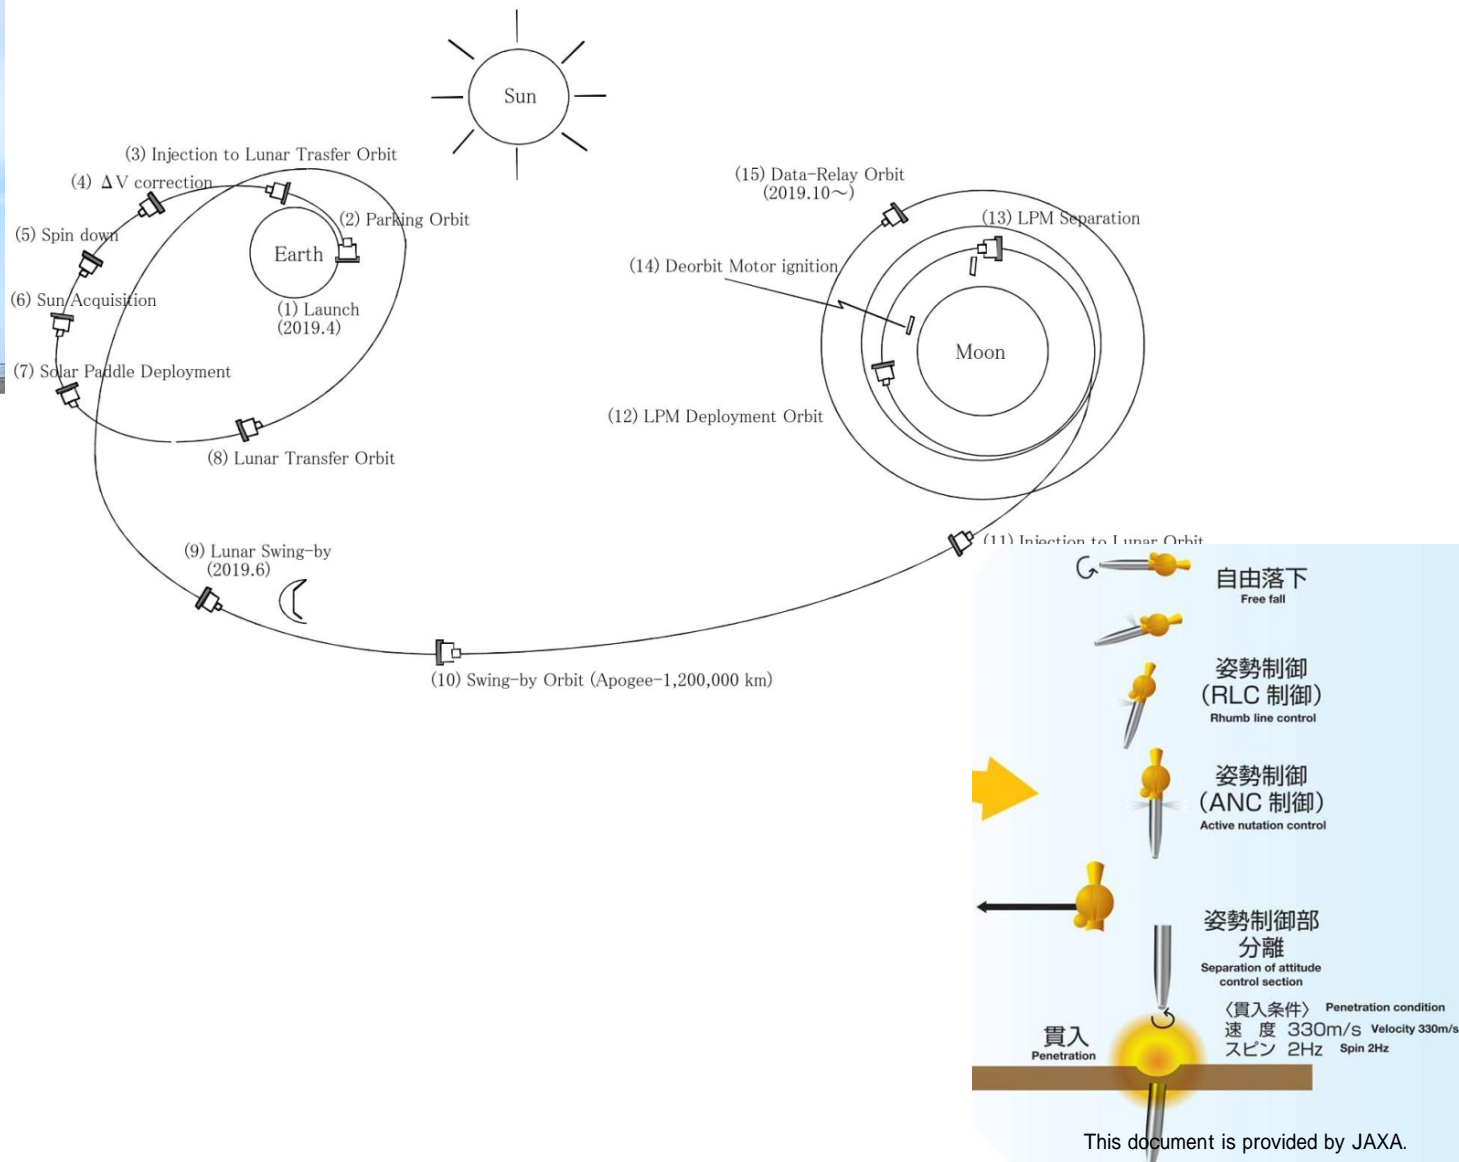 Sun
(3) Injection to Lunar Trasfer Orbit
(4) ΔV correction
(2) Parking Orbit
(5) Spin down
Earth
(6) Sun Acquisition
(1) Launch
(2019.4)
(7) Solar Paddle Deployment
(8) Lunar Transfer Orbit
(9) Lunar Swing-by
(2019.6)
(10) Swing-by Orbit (Apogee-1,200,000 km)
(15) Data-Relay Orbit
(2019.10～)
(13) LPM Separation
(14) Deorbit Motor ignition
Moon
(12) LPM Deployment Orbit
(11) Injection to Lunar Orbit
自由落下
Free fall
姿勢制御
（RLC 制御）
Rhumb line control
姿勢制御
（ANC 制御）
Active nutation control
姿勢制御部
分離
Separation of attitude
control section
〈貫入条件〉 Penetration condition
速　度 330m/s Velocity 330m/s
スピン 2Hz Spin 2Hz
貫入
Penetration
This document is provided by JAXA.